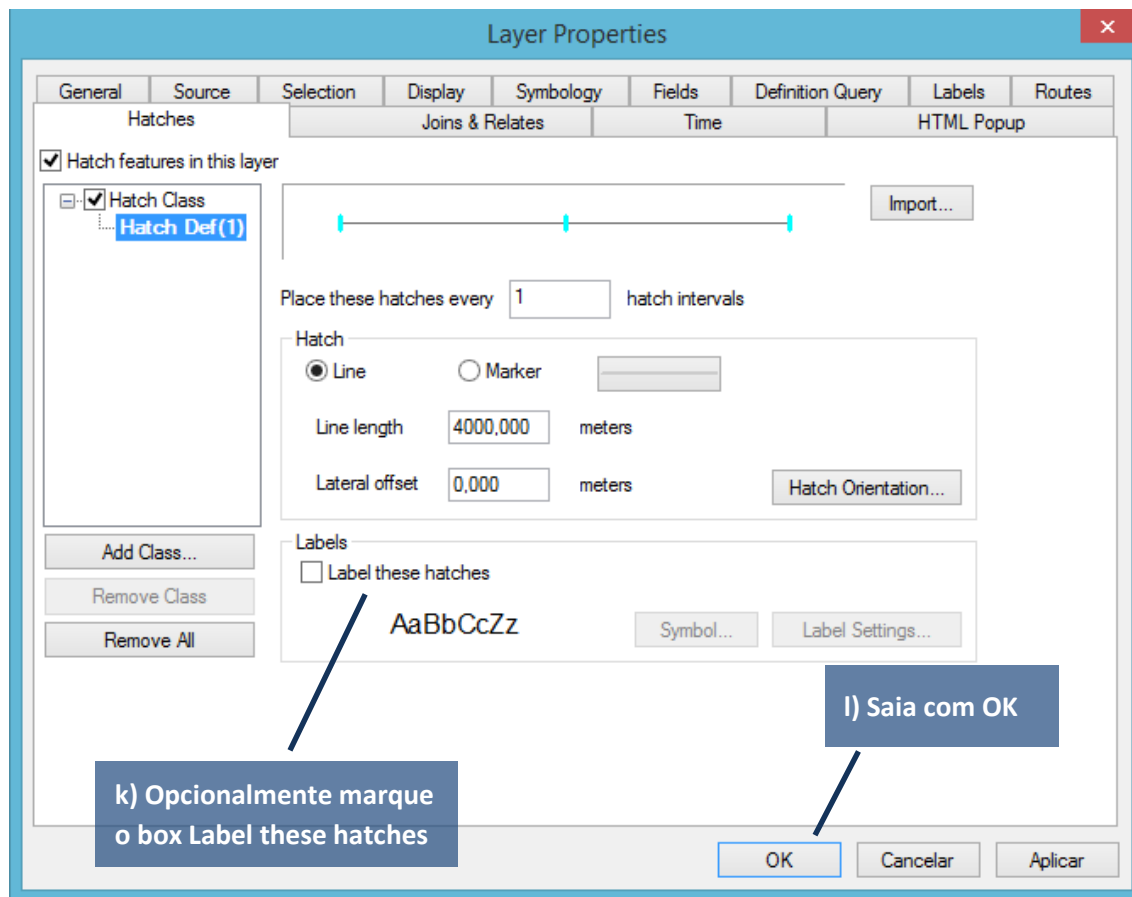 Layer Properties
General Source Selection Display Symbology Fields Definition Query Labels Routes
Hatches Joins & Relates Time HTML Popup
Hatch features in this layer
Hatch Class
Hatch Def(1)
Import...
Place these hatches every 1 hatch intervals
Hatch
Line Marker
Line length 4000,000 meters
Lateral offset 0,000 meters
Hatch Orientation...
Add Class...
Remove Class
Remove All
Labels
Label these hatches
AaBbCcZz
Symbol...
Label Settings...
l) Saia com OK
k) Opcionalmente marque
o box Label these hatches
OK Cancelar Aplicar